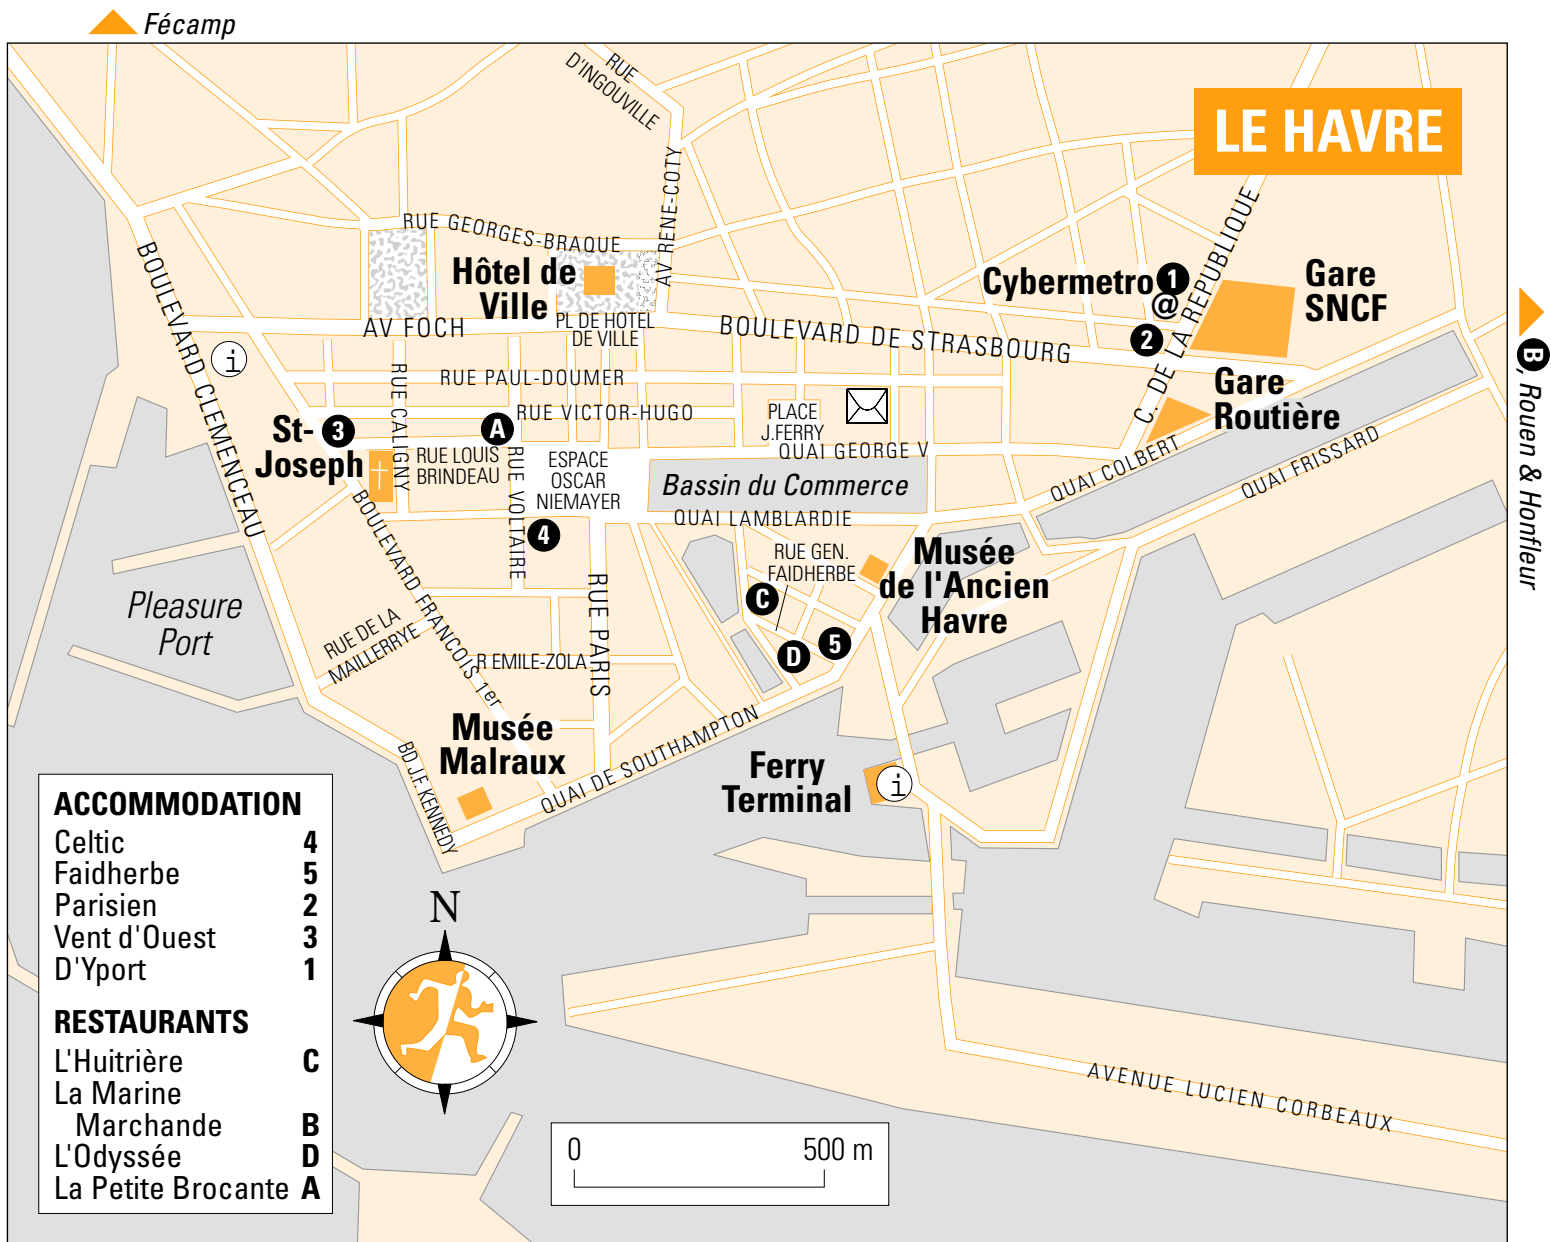 Fécamp
LE HAVRE
RUE
D'INGOUVILLE
AV RENE-COTY
RUE GEORGES-BRAQUE
Hôtel de
Ville
PL DE HOTEL
DE VILLE
AV FOCH
BOULEVARD DE STRASBOURG
Cybermetro
1
@
2
C. DE LA REPUBLIQUE
Gare
SNCF
Gare
Routière
B, Rouen & Honfleur
BOULEVARD CLEMENCEAU
i
RUE PAUL-DOUMER
RUE VICTOR-HUGO
RUE CALIGNY
St-
Joseph
3
A
RUE LOUIS
BRINDEAU
RUE VOLTAIRE
ESPACE
OSCAR
NIEMAYER
PLACE
J.FERRY
QUAI GEORGE V
Bassin du Commerce
QUAI LAMBLARDIE
QUAI COLBERT
QUAI FRISSARD
4
BOULEVARD FRANCOIS 1er
RUE PARIS
RUE GEN.
FAIDHERBE
Musée
de l'Ancien
Havre
C
D
5
Pleasure
Port
RUE DE LA
MAILLERRYE
R EMILE-ZOLA
Musée
Malraux
BD.J.F. KENNEDY
QUAI DE SOUTHAMPTON
Ferry
Terminal
i
ACCOMMODATION
Celtic 4
Faidherbe 5
Parisien 2
Vent d'Ouest 3
D'Yport 1
RESTAURANTS
L'Huitrière C
La Marine
Marchande B
L'Odyssée D
La Petite Brocante A
N
0 500 m
AVENUE LUCIEN CORBEAUX